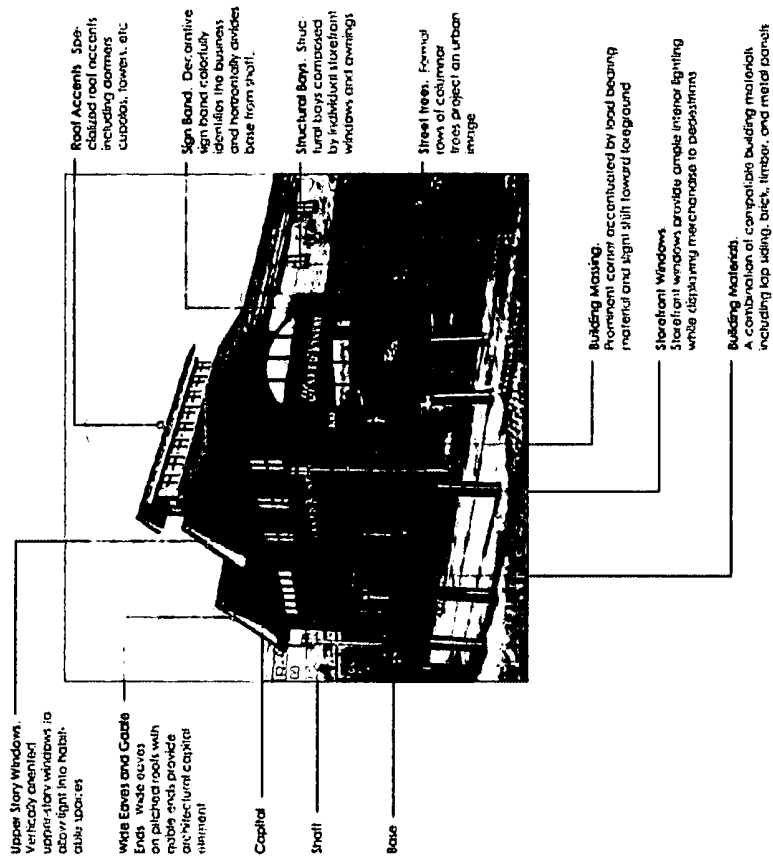 Upper Story Windows.
Vertically oriented
upper-story windows to
allow light into habit-
able spaces
Wide Eaves and Gable
Ends Wide eaves
on pitched roofs with
gable ends provide
architectural capital
element
Capital
Shaft
Base
Roof Accents Spe-
cialized roof accents
including dormers
cupolas, towers, etc
Sign Band. Decorative
sign band colorfully
identifies the business
and horizontally divides
base from shaft.
Structural Bays. Struc-
tural bays composed
by individual storefront
windows and awnings
Street trees. Formal
rows of columnar
trees project an urban
image
Building Massing.
Prominent corner accentuated by load bearing
material and slight shift toward foreground
Storefront Windows.
Storefront windows provide ample interior lighting
while displaying merchandise to pedestrians
Building Materials.
A combination of compatible building materials
including lap siding, brick, timber, and metal panels